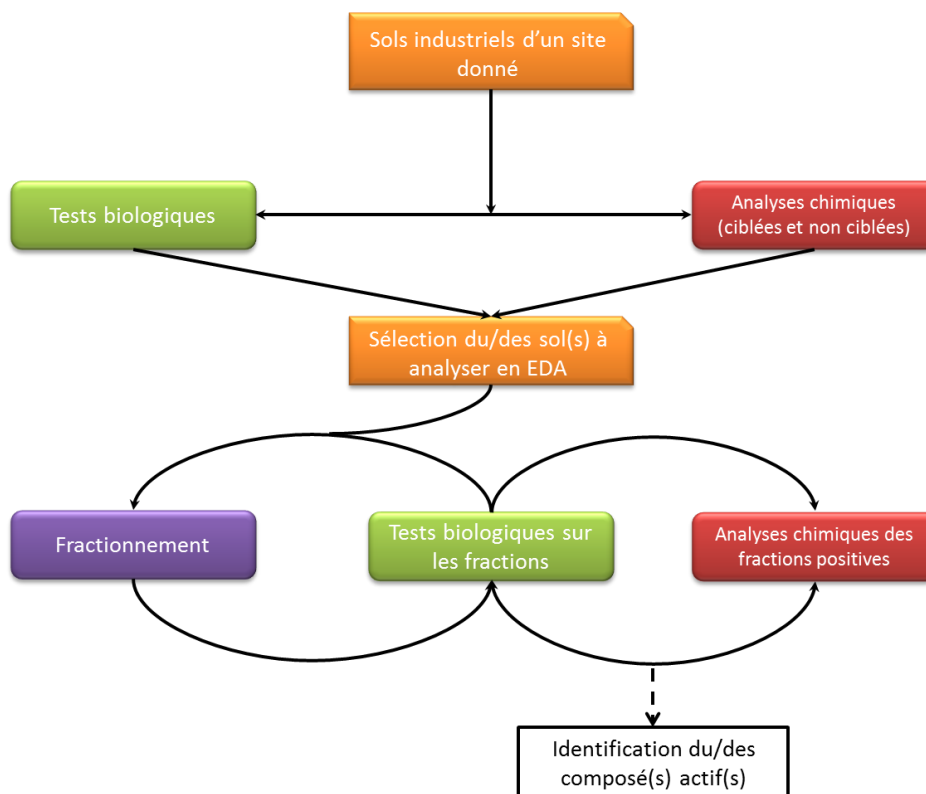 Sols industriels d’un site
donné
Tests biologiques
Analyses chimiques
(ciblées et non ciblées)
Sélection du/des sol(s) à
analyser en EDA
Fractionnement
Tests biologiques sur
les fractions
Analyses chimiques des
fractions positives
Identification du/des
composé(s) actif(s)